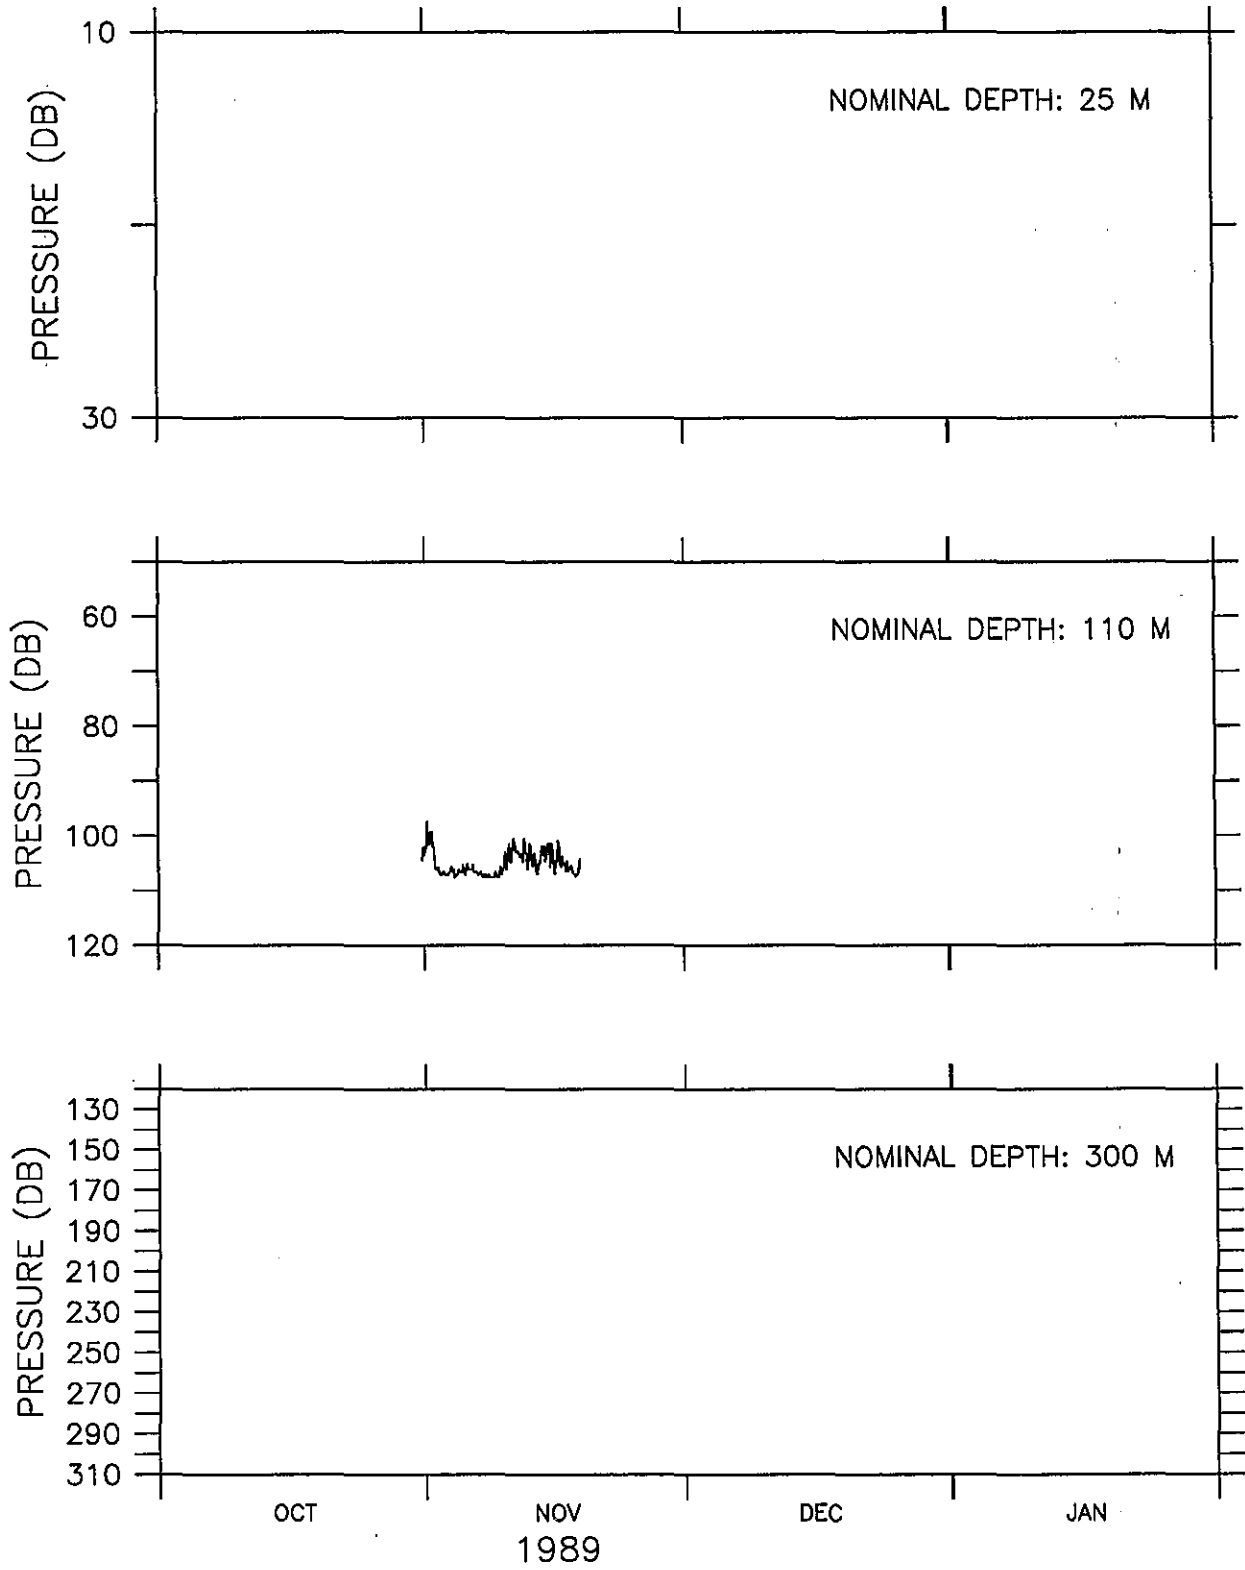 10
NOMINAL DEPTH: 25 M
PRESSURE (DB)
30
60
NOMINAL DEPTH: 110 M
PRESSURE (DB)
80
100
120
130
150
NOMINAL DEPTH: 300 M
PRESSURE (DB)
170
190
210
230
250
270
290
310
OCT NOV DEC JAN
1989